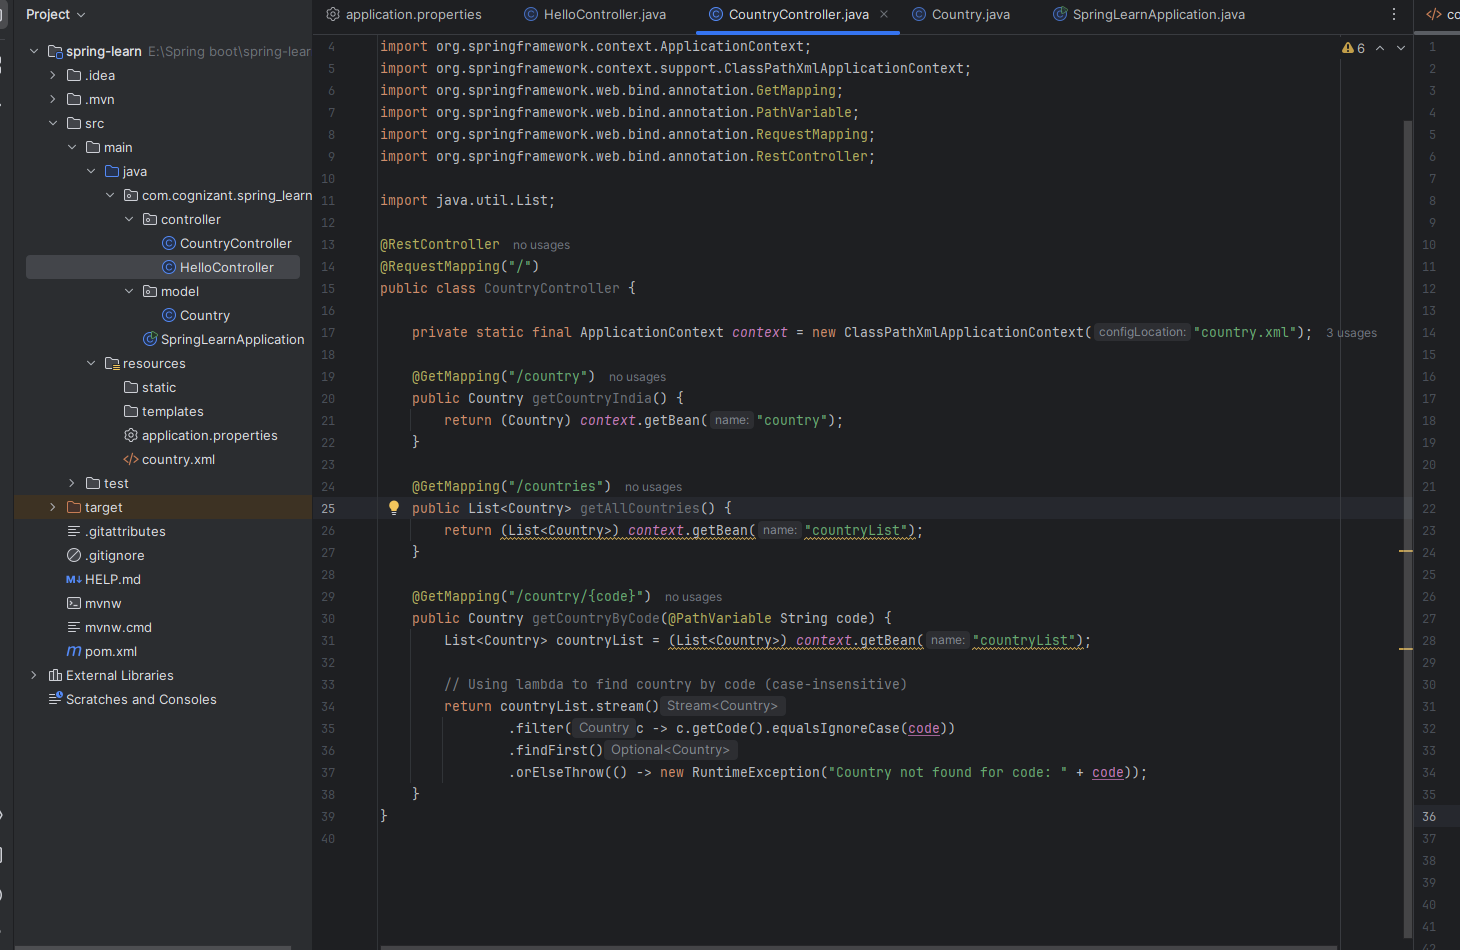 Project
spring-learn E:\Spring boot\spring-lear
.idea
.mvn
src
main
java
com.cognizant.spring_learn
controller
CountryController
HelloController
model
Country
SpringLearnApplication
resources
static
templates
application.properties
country.xml
test
target
.gitattributes
.gitignore
M↓ HELP.md
mvnw
mvnw.cmd
m pom.xml
External Libraries
Scratches and Consoles
application.properties HelloController.java CountryController.java Country.java SpringLearnApplication.java co
6
4 import org.springframework.context.ApplicationContext;
5 import org.springframework.context.support.ClassPathXmlApplicationContext;
6 import org.springframework.web.bind.annotation.GetMapping;
7 import org.springframework.web.bind.annotation.PathVariable;
8 import org.springframework.web.bind.annotation.RequestMapping;
9 import org.springframework.web.bind.annotation.RestController;
10
11 import java.util.List;
12
13 @RestController no usages
14 @RequestMapping("/")
15 public class CountryController {
16
17 private static final ApplicationContext context = new ClassPathXmlApplicationContext( configLocation: "country.xml"); 3 usages
18
19 @GetMapping("/country") no usages
20 public Country getCountryIndia() {
21 return (Country) context.getBean( name: "country");
22 }
23
24 @GetMapping("/countries") no usages
25 public List<Country> getAllCountries() {
26 return (List<Country>) context.getBean( name: "countryList");
27 }
28
29 @GetMapping("/country/{code}") no usages
30 public Country getCountryByCode(@PathVariable String code) {
31 List<Country> countryList = (List<Country>) context.getBean( name: "countryList");
32
33 // Using lambda to find country by code (case-insensitive)
34 return countryList.stream() Stream<Country>
35 .filter( Country c -> c.getCode().equalsIgnoreCase(code))
36 .findFirst() Optional<Country>
37 .orElseThrow(() -> new RuntimeException("Country not found for code: " + code));
38 }
39 }
40
1
2
3
4
5
6
7
8
9
10
11
12
13
14
15
16
17
18
19
20
21
22
23
24
25
26
27
28
29
30
31
32
33
34
35
36
37
38
39
40
41
42